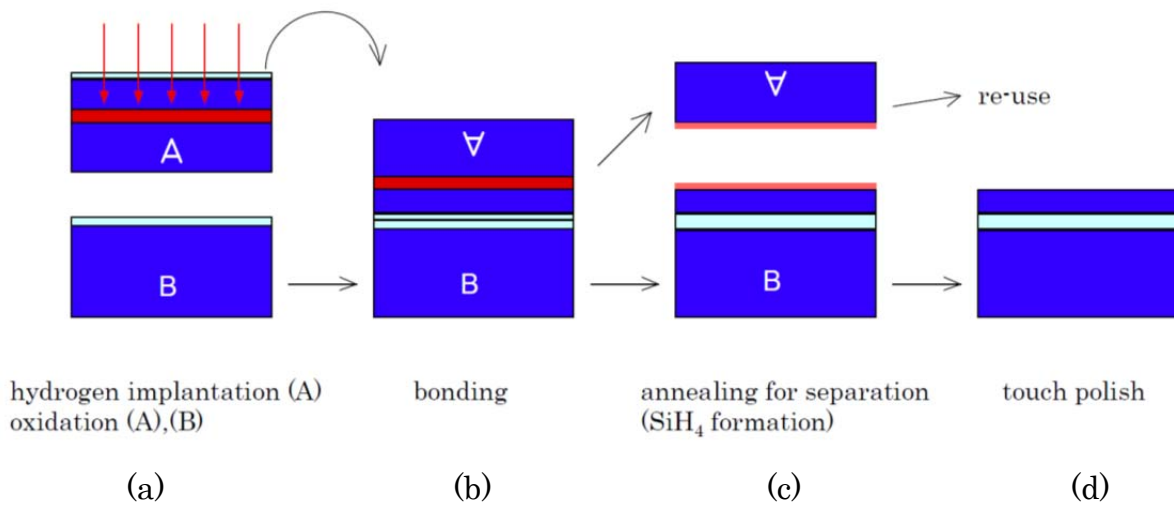 A
B
∀
B
∀
B
re-use
hydrogen implantation (A)
oxidation (A),(B)
bonding
annealing for separation
(SiH₄ formation)
touch polish
(a)
(b)
(c)
(d)